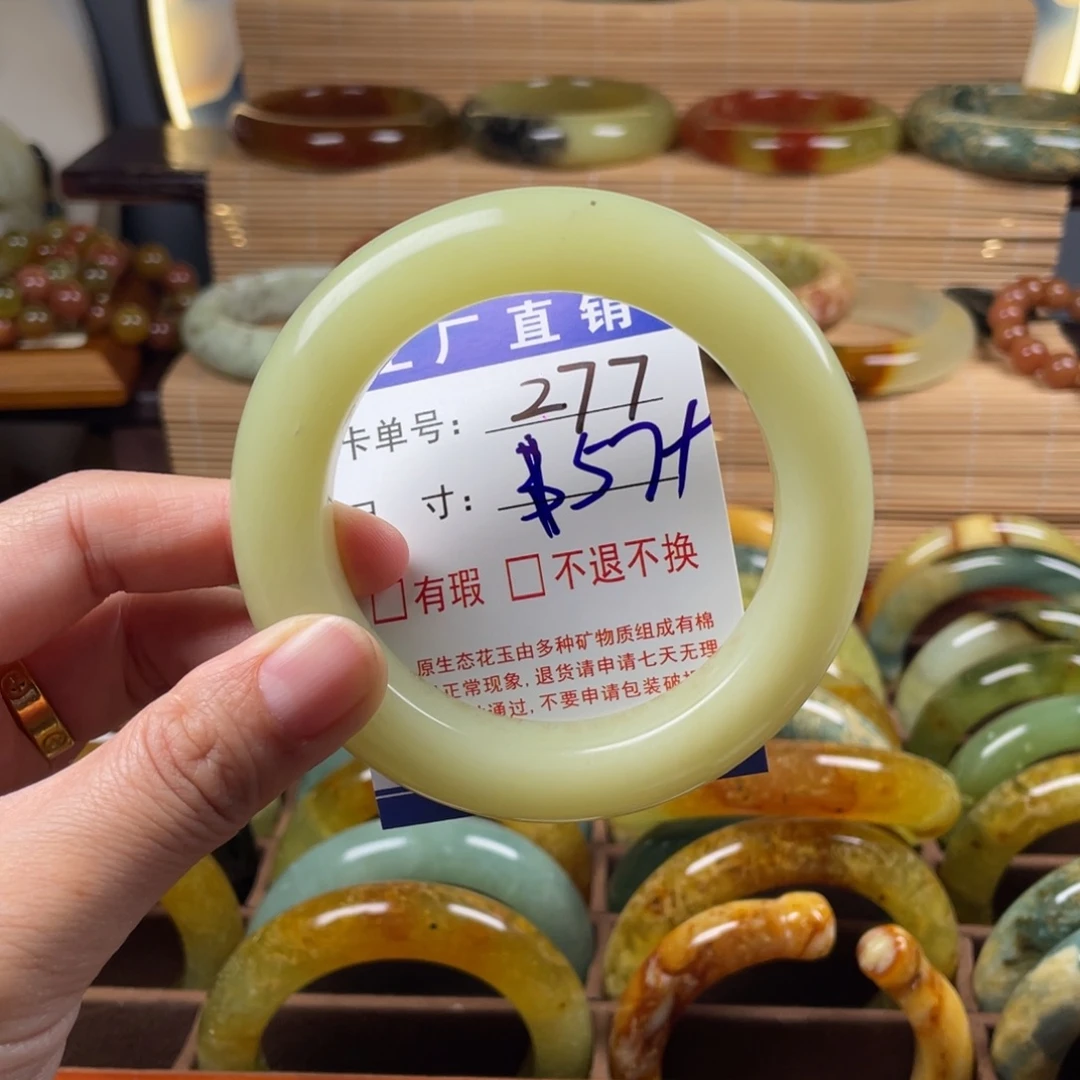 厂直销
卡单号： 277
寸： $57+
□有瑕 □不退不换
原生态花玉由多种矿物质组成有棉
正常现象，退货请申请七天无理
通过，不要申请包装破